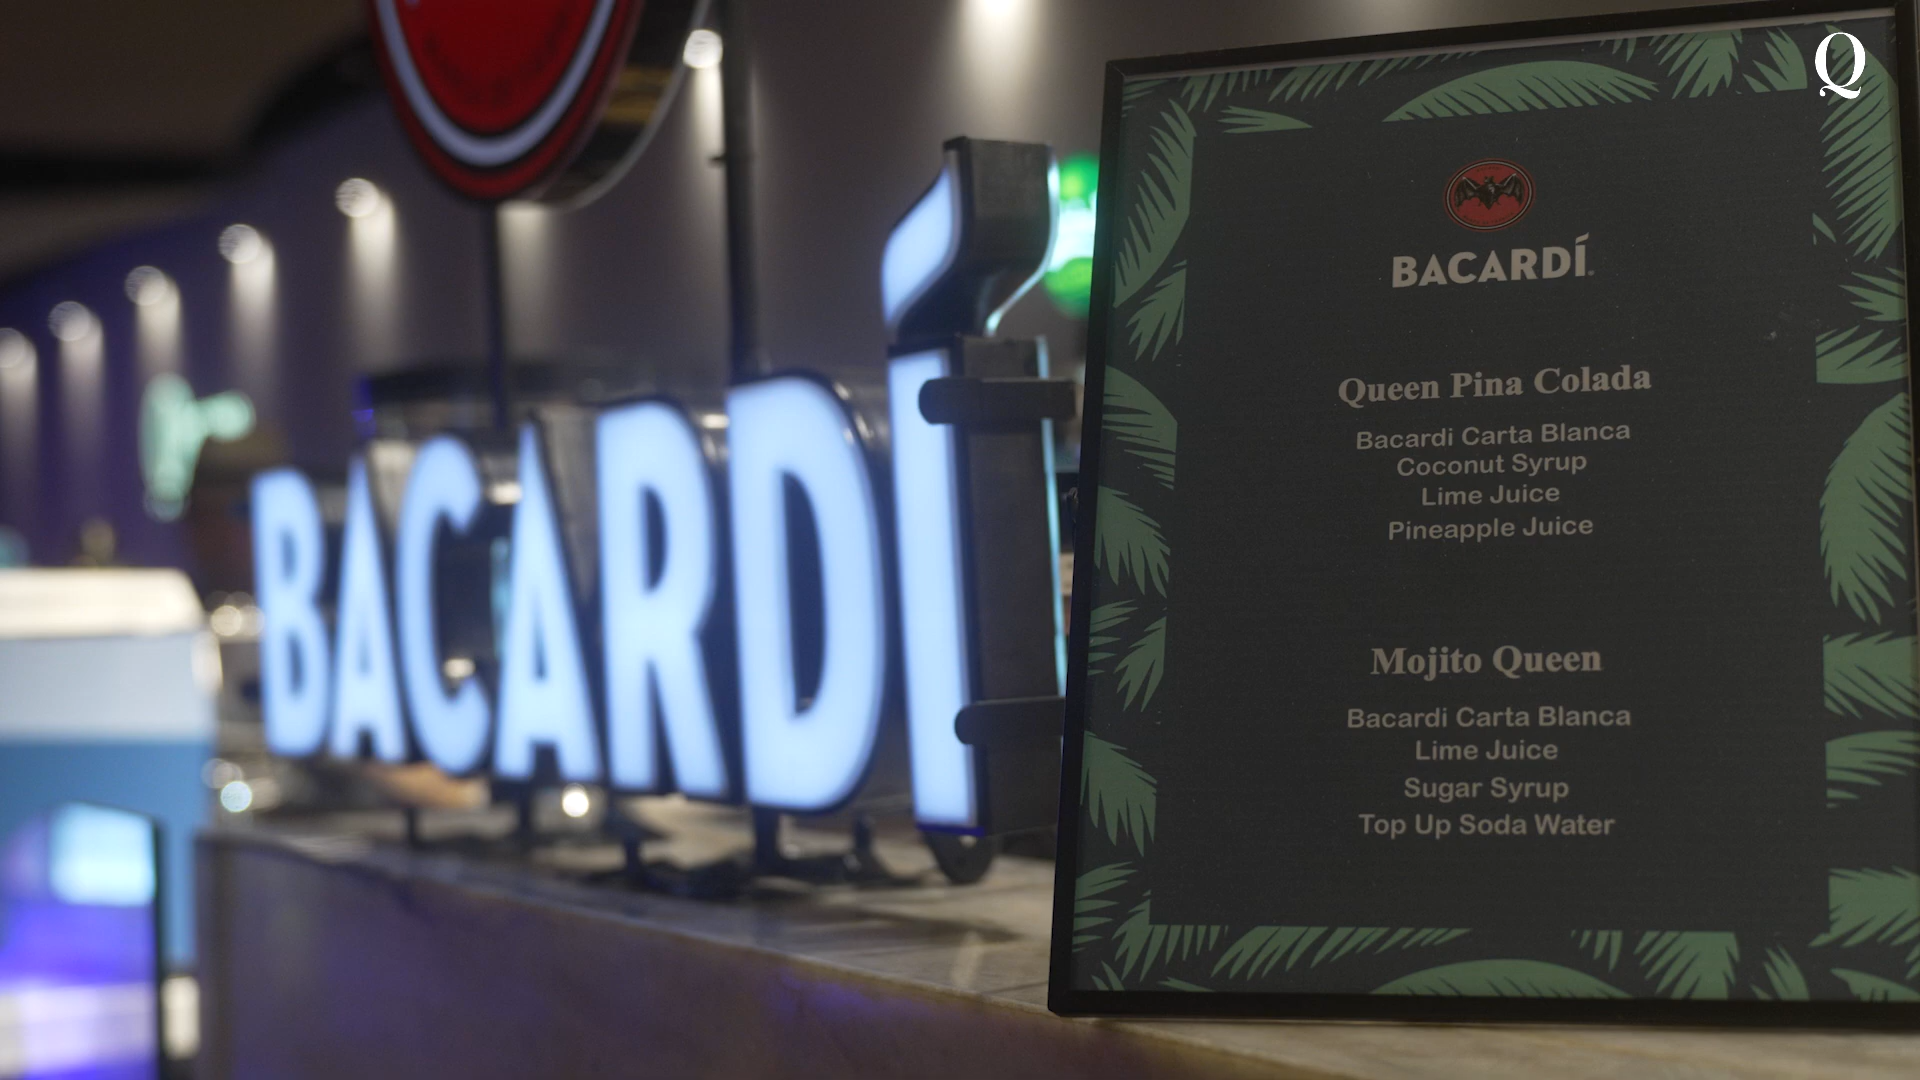 BACARDÍ
BACARDÍ
Queen Pina Colada
Bacardi Carta Blanca
Coconut Syrup
Lime Juice
Pineapple Juice
Mojito Queen
Bacardi Carta Blanca
Lime Juice
Sugar Syrup
Top Up Soda Water
Q